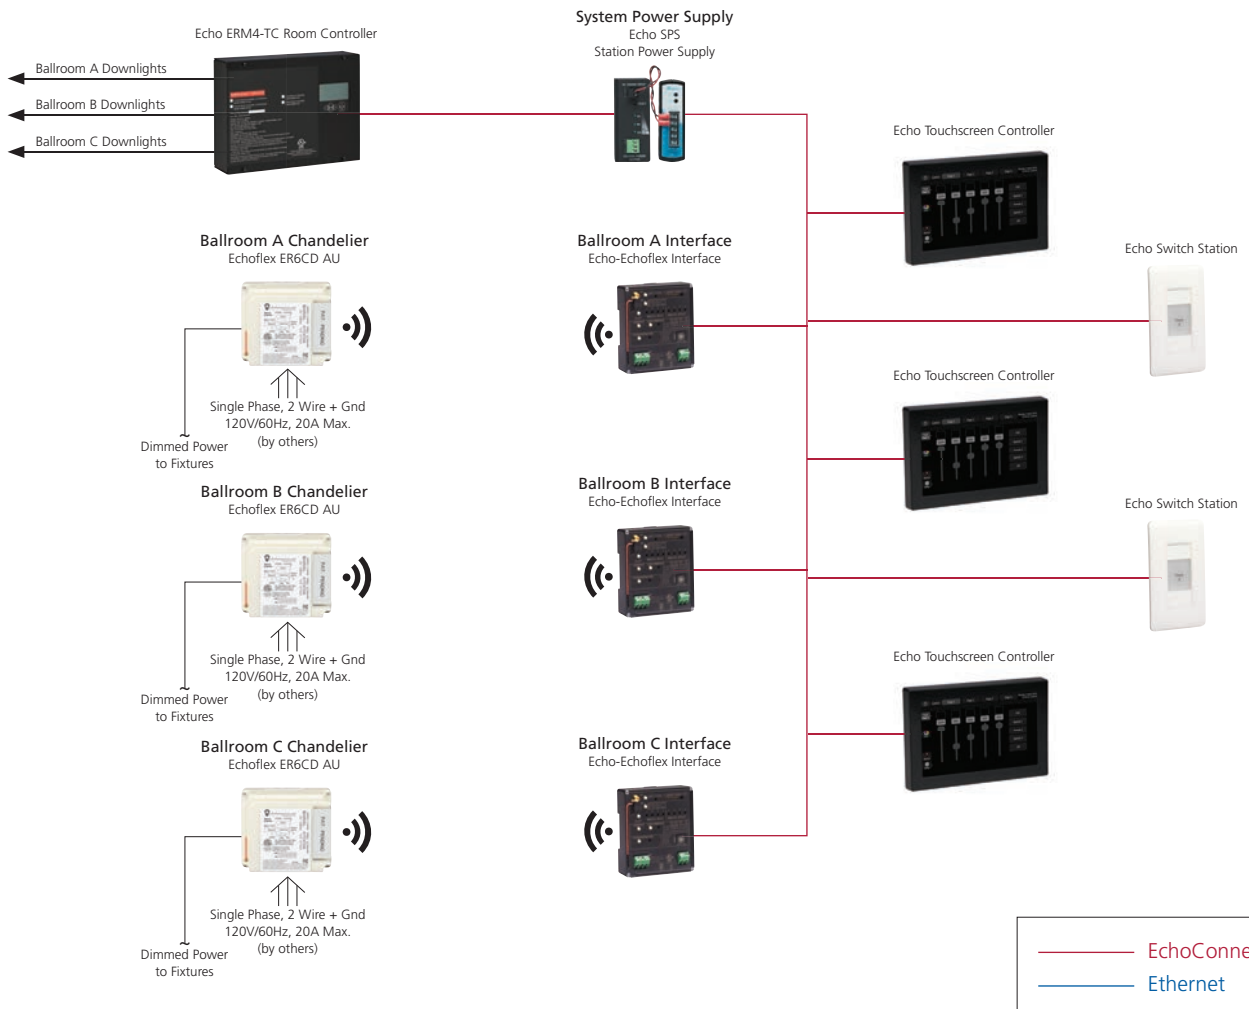 System Power Supply
Echo SPS
Station Power Supply
Echo ERM4-TC Room Controller
Ballroom A Downlights
Ballroom B Downlights
Ballroom C Downlights
Echo Touchscreen Controller
Ballroom A Chandelier
Echoflex ER6CD AU
Ballroom A Interface
Echo-Echoflex Interface
Echo Switch Station
Single Phase, 2 Wire + Gnd
120V/60Hz, 20A Max.
(by others)
Dimmed Power
to Fixtures
Echo Touchscreen Controller
Ballroom B Chandelier
Echoflex ER6CD AU
Ballroom B Interface
Echo-Echoflex Interface
Echo Switch Station
Single Phase, 2 Wire + Gnd
120V/60Hz, 20A Max.
(by others)
Dimmed Power
to Fixtures
Echo Touchscreen Controller
Ballroom C Chandelier
Echoflex ER6CD AU
Ballroom C Interface
Echo-Echoflex Interface
Single Phase, 2 Wire + Gnd
120V/60Hz, 20A Max.
(by others)
Dimmed Power
to Fixtures
EchoConne
Ethernet